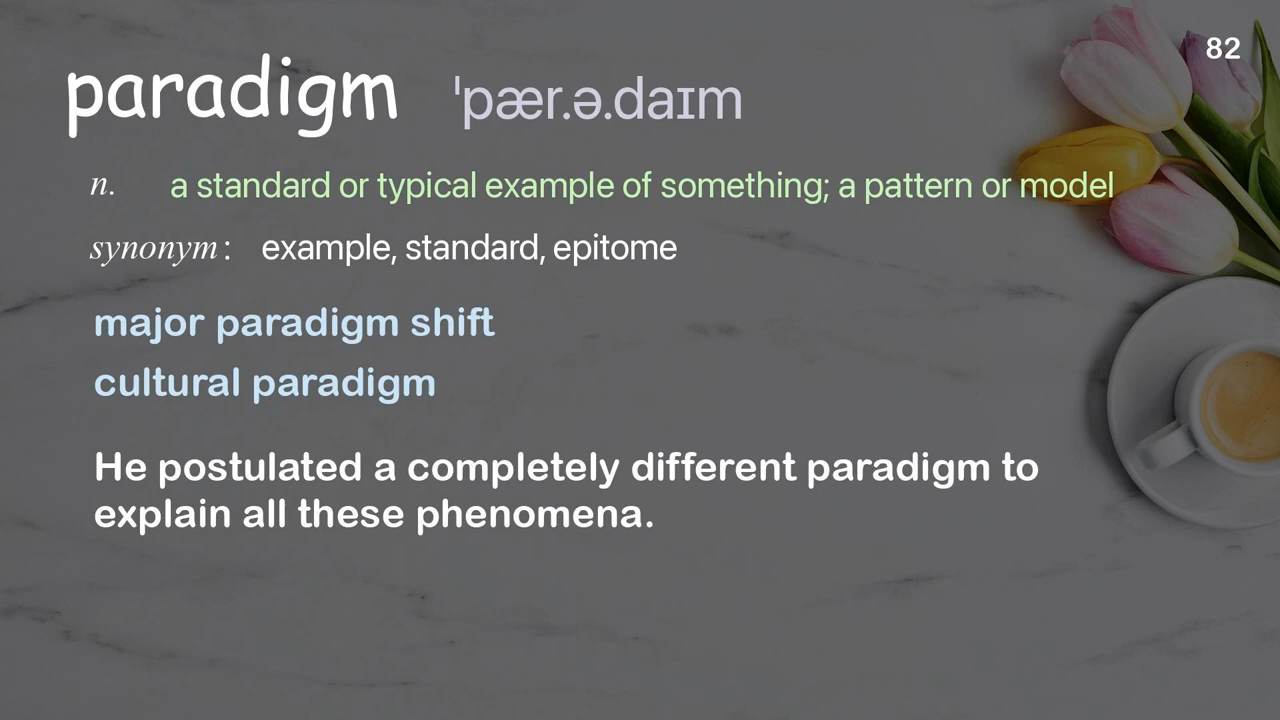 82
paradigm ˈpær.ə.daɪm
n. a standard or typical example of something; a pattern or model
synonym: example, standard, epitome
major paradigm shift
cultural paradigm
He postulated a completely different paradigm to
explain all these phenomena.